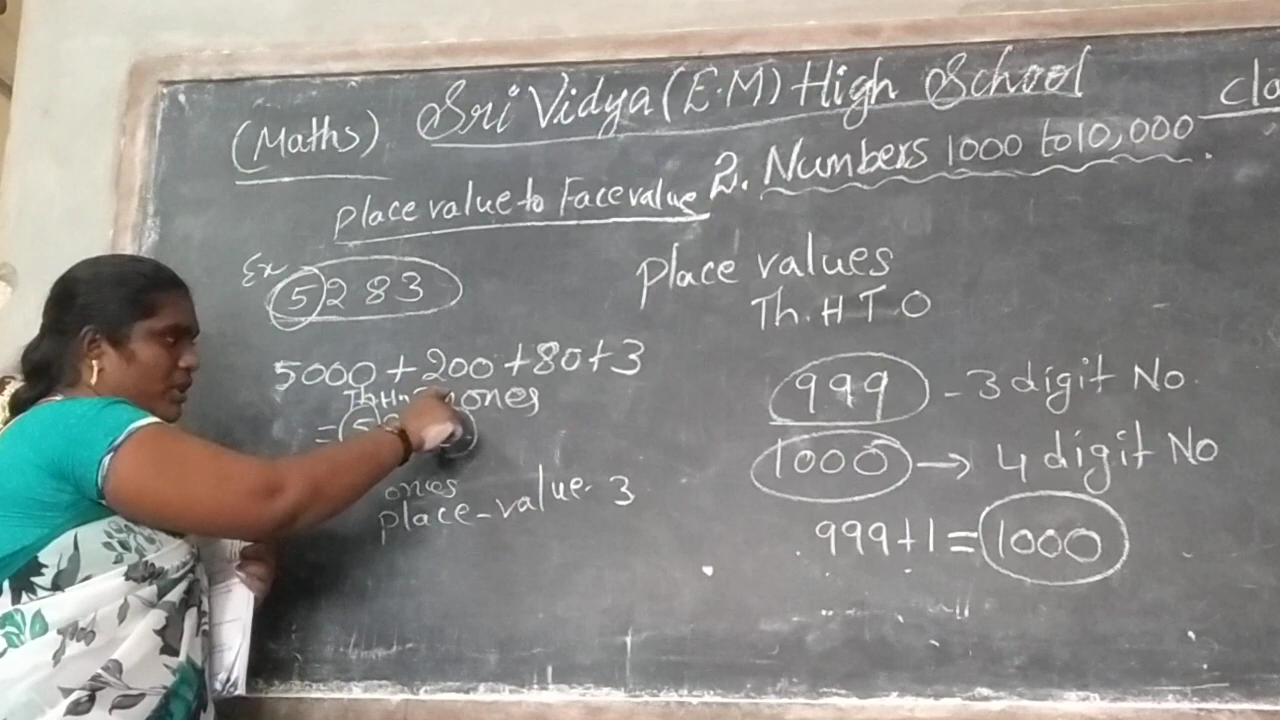 (Maths) Sri Vidya (E.M) High School
2. Numbers 1000 to 10,000
Place value to Face value
Ex 5283
5000 + 200 + 80 + 3
ones
ones
place-value. 3
Place values
Th. H T O
999 - 3 digit No.
1000 → 4 digit No
999+1 = 1000